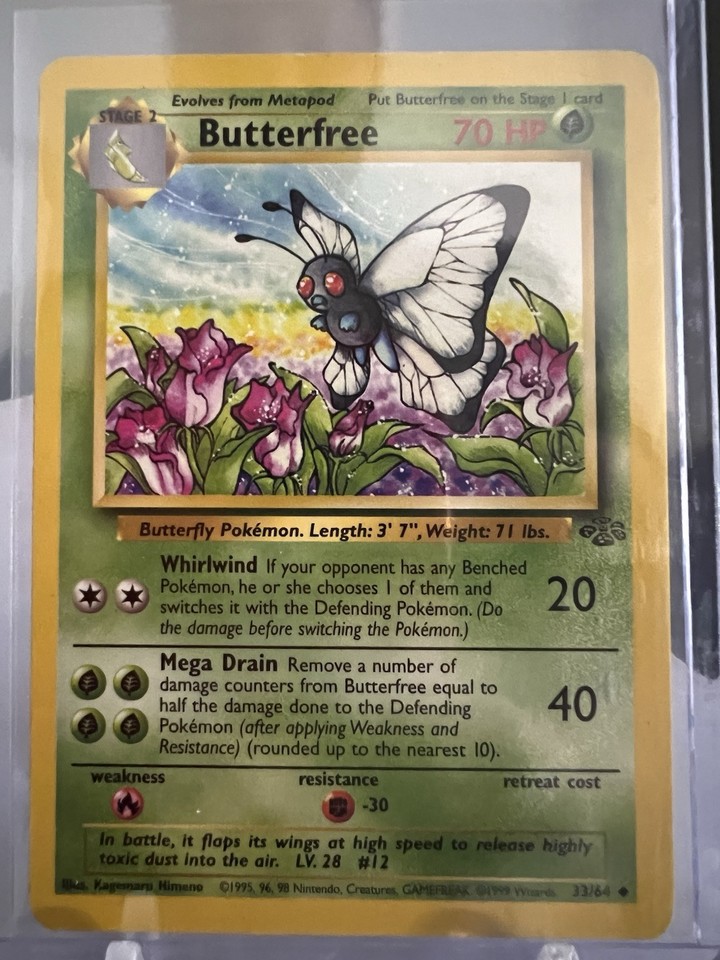 Evolves from Metapod Put Butterfree on the Stage 1 card
STAGE 2
Butterfree 70 HP
Butterfly Pokémon. Length: 3' 7", Weight: 71 lbs.
Whirlwind If your opponent has any Benched
Pokémon, he or she chooses 1 of them and
switches it with the Defending Pokémon. (Do
the damage before switching the Pokémon.)
20
Mega Drain Remove a number of
damage counters from Butterfree equal to
half the damage done to the Defending
Pokémon (after applying Weakness and
Resistance) (rounded up to the nearest 10).
40
weakness resistance retreat cost
-30
In battle, it flaps its wings at high speed to release highly
toxic dust into the air. LV. 28 #12
Illus. Kagemaru Himeno ©1995, 96, 98 Nintendo, Creatures, GAMEFREAK. ©1999 Wizards. 33/64